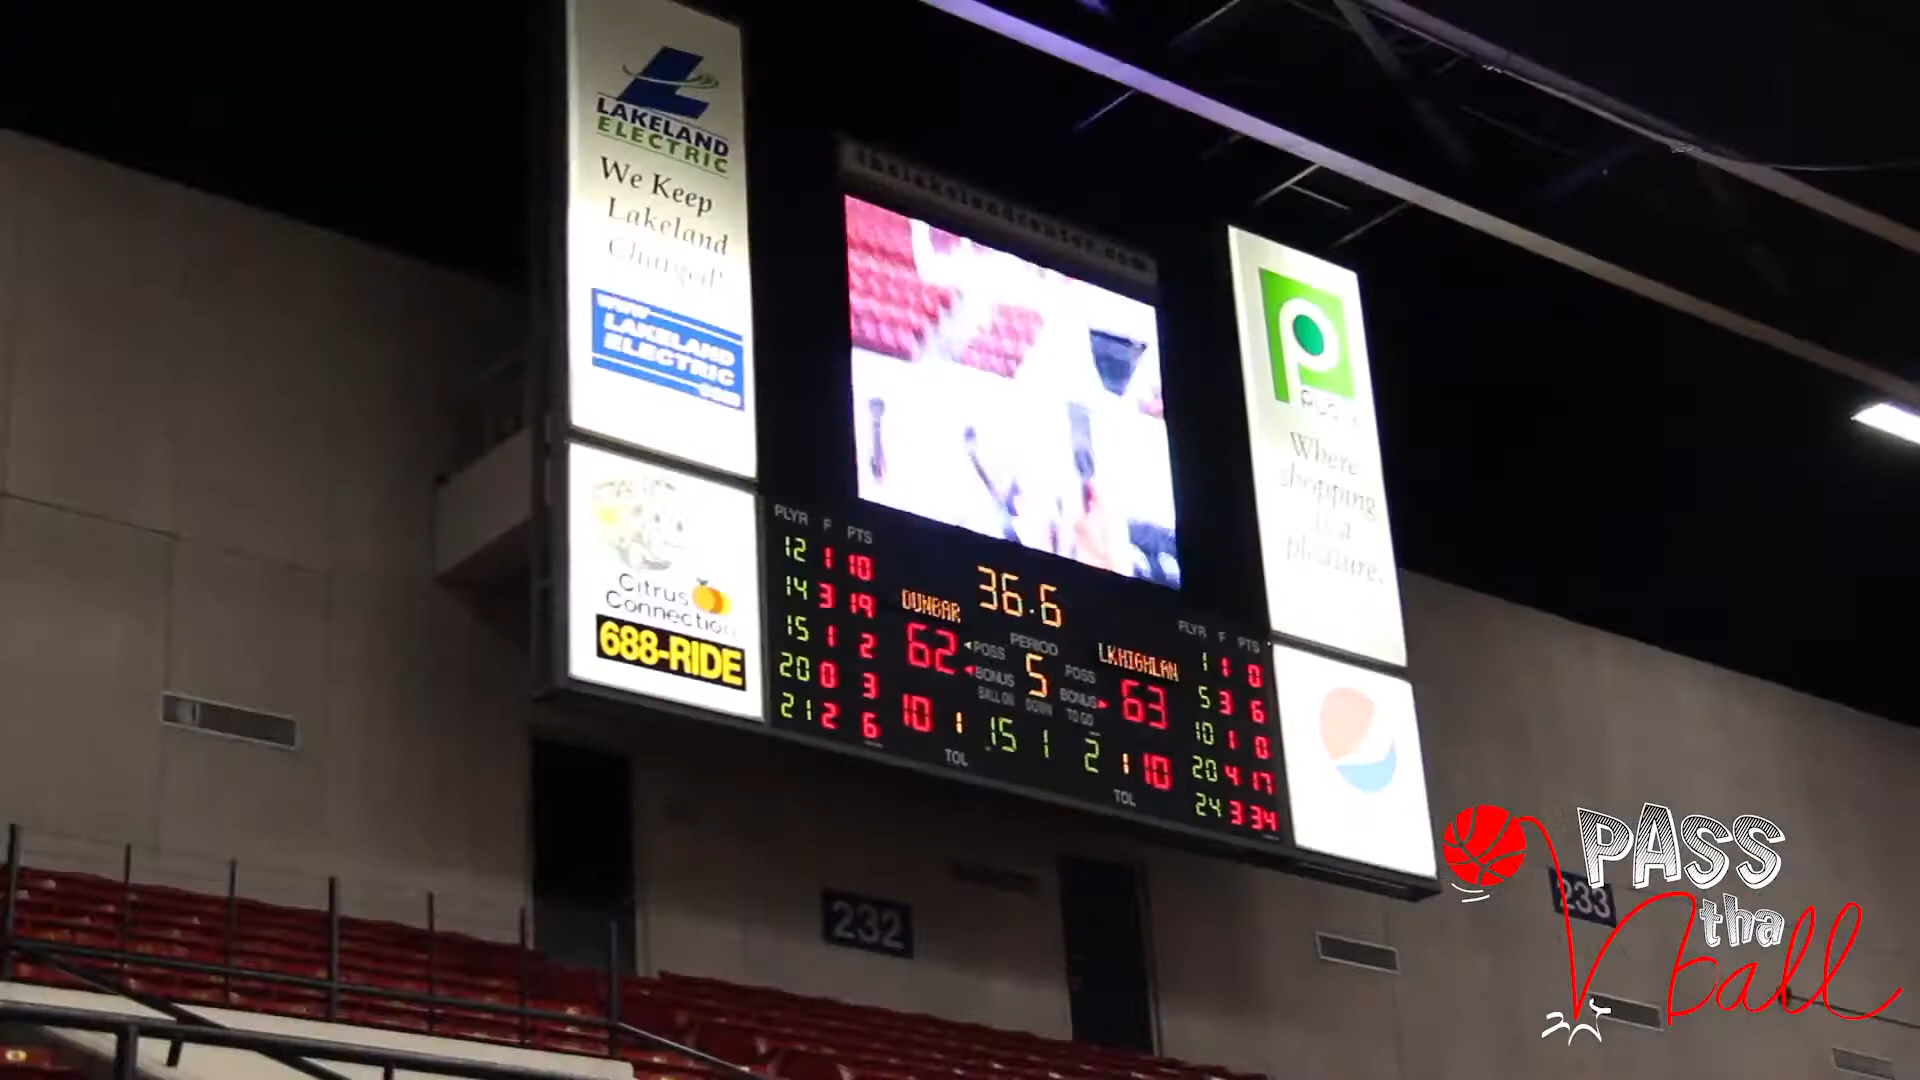 LAKELAND
ELECTRIC
We Keep
Lakeland
Charged!
WWW.
LAKELAND
ELECTRIC
.COM
Citrus
Connection
688-RIDE
thelakelandcenter.com
PLYR F PTS
12 1 10
14 3 19
15 1 2
20 0 3
21 2 6
36.6
DUNBAR
PERIOD
LKHIGHLAN
62
POSS
5
POSS
63
BONUS
BONUS
BALL ON
DOWN
TO GO
10 1 15 1 2 1 10
TOL
TOL
PLYR F PTS
1 1 0
5 3 6
10 1 0
20 4 17
24 3 34
Where
shopping
is a
pleasure.
232
233
PASS
tha
ball